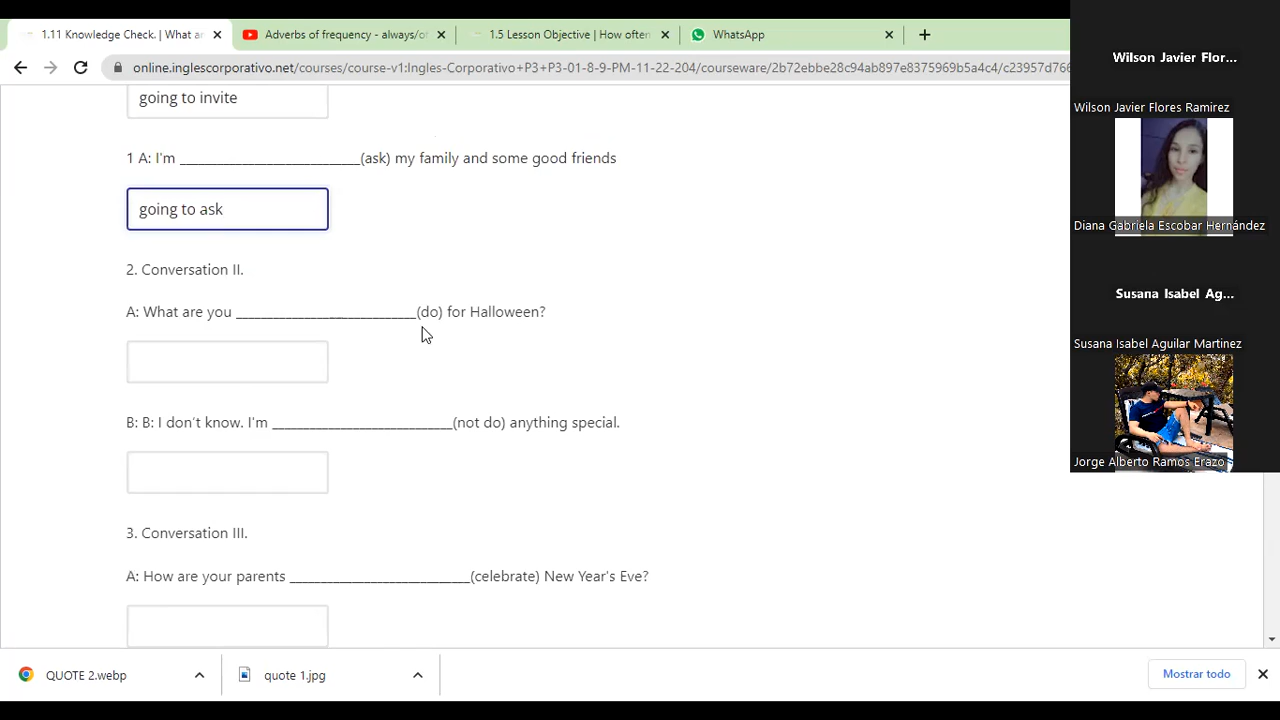 1.11 Knowledge Check. | What ar
Adverbs of frequency - always/of
1.5 Lesson Objective | How often
WhatsApp
online.inglescorporativo.net/courses/course-v1:Ingles-Corporativo+P3+P3-01-8-9-PM-11-22-204/courseware/2b72ebbe28c94ab897e8375969b5a4c4/c23957d766
going to invite
1 A: I'm ___________________________(ask) my family and some good friends
going to ask
2. Conversation II.
A: What are you ___________________________(do) for Halloween?
B: B: I don’t know. I'm ___________________________(not do) anything special.
3. Conversation III.
A: How are your parents ___________________________(celebrate) New Year's Eve?
QUOTE 2.webp
quote 1.jpg
Mostrar todo
Wilson Javier Flor...
Wilson Javier Flores Ramirez
Diana Gabriela Escobar Hernández
Susana Isabel Ag...
Susana Isabel Aguilar Martinez
Jorge Alberto Ramos Erazo